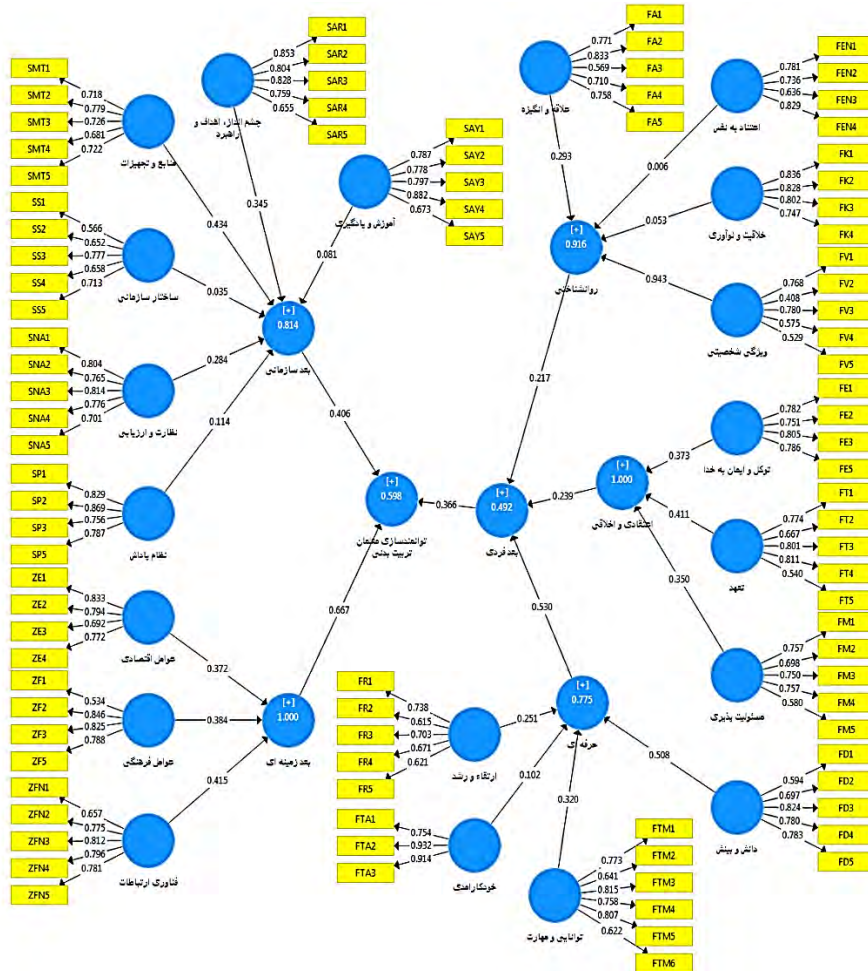 SAR1
0.853
SAR2
0.804
SAR3
0.828
SAR4
0.759
SAR5
0.655
چشم انداز، اهداف و
راهبرد
0.345
SMT1
0.718
SMT2
0.779
SMT3
0.726
SMT4
0.681
SMT5
0.722
منابع و تجهیزات
0.434
SAY1
0.787
SAY2
0.778
SAY3
0.797
SAY4
0.882
SAY5
0.673
آموزش و یادگیری
0.081
SS1
0.566
SS2
0.652
SS3
0.777
SS4
0.658
SS5
0.713
ساختار سازمانی
0.035
SNA1
0.804
SNA2
0.765
SNA3
0.814
SNA4
0.776
SNA5
0.701
نظارت و ارزیابی
0.284
SP1
0.829
SP2
0.869
SP3
0.756
SP5
0.787
نظام پاداش
0.114
[+]
0.814
بعد سازمانی
0.406
ZE1
0.833
ZE2
0.794
ZE3
0.692
ZE4
0.772
عوامل اقتصادی
0.372
ZF1
0.534
ZF2
0.846
ZF3
0.825
ZF5
0.788
عوامل فرهنگی
0.384
ZFN1
0.657
ZFN2
0.775
ZFN3
0.812
ZFN4
0.796
ZFN5
0.781
فناوری ارتباطات
0.415
[+]
1.000
بعد زمینه ای
0.667
[+]
0.598
توانمندسازی معلمان
تربیت بدنی
0.366
[+]
0.492
بعد فردی
FA1
0.771
FA2
0.833
FA3
0.569
FA4
0.710
FA5
0.758
علاقه و انگیزه
0.293
FEN1
0.781
FEN2
0.736
FEN3
0.636
FEN4
0.829
اعتماد به نفس
0.006
FK1
0.836
FK2
0.828
FK3
0.802
FK4
0.747
خلاقیت و نوآوری
0.053
FV1
0.768
FV2
0.408
FV3
0.780
FV4
0.575
FV5
0.529
ویژگی شخصیتی
0.943
[+]
0.916
روانشناختی
0.217
FE1
0.782
FE2
0.751
FE3
0.805
FE5
0.786
توکل و ایمان به خدا
0.373
FT1
0.774
FT2
0.667
FT3
0.801
FT4
0.811
FT5
0.540
تعهد
0.411
FM1
0.757
FM2
0.698
FM3
0.750
FM4
0.757
FM5
0.580
مسئولیت پذیری
0.350
[+]
1.000
اعتقادی و اخلاقی
0.239
FR1
0.738
FR2
0.615
FR3
0.703
FR4
0.671
FR5
0.621
ارتقاء و رشد
0.251
FTA1
0.754
FTA2
0.932
FTA3
0.914
خودکارامدی
0.102
FTM1
0.773
FTM2
0.641
FTM3
0.815
FTM4
0.758
FTM5
0.807
FTM6
0.622
توانایی و مهارت
0.320
FD1
0.594
FD2
0.697
FD3
0.824
FD4
0.780
FD5
0.783
دانش و بینش
0.508
[+]
0.775
حرفه ای
0.530